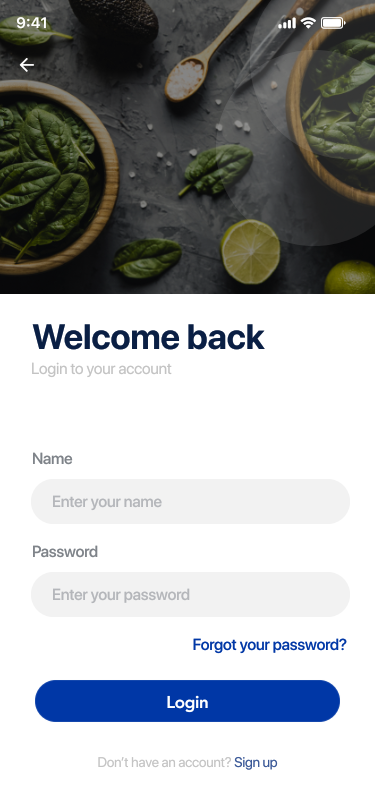 9:41
Welcome back
Login to your account
Name
Enter your name
Password
Enter your password
Forgot your password?
Login
Don't have an account? Sign up